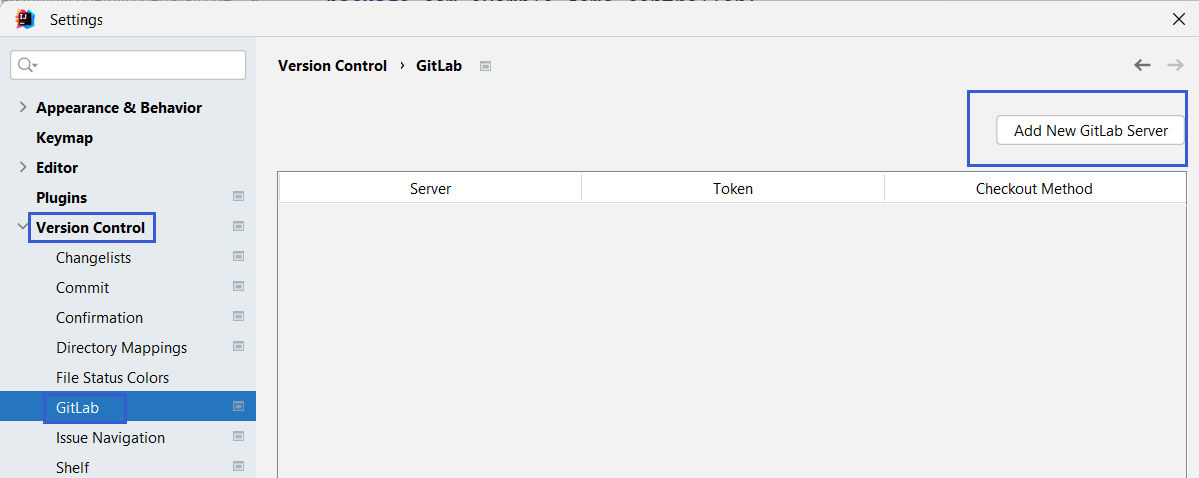 Settings
Version Control › GitLab
Appearance & Behavior
Keymap
Editor
Plugins
Version Control
Changelists
Commit
Confirmation
Directory Mappings
File Status Colors
GitLab
Issue Navigation
Shelf
Add New GitLab Server
Server Token Checkout Method